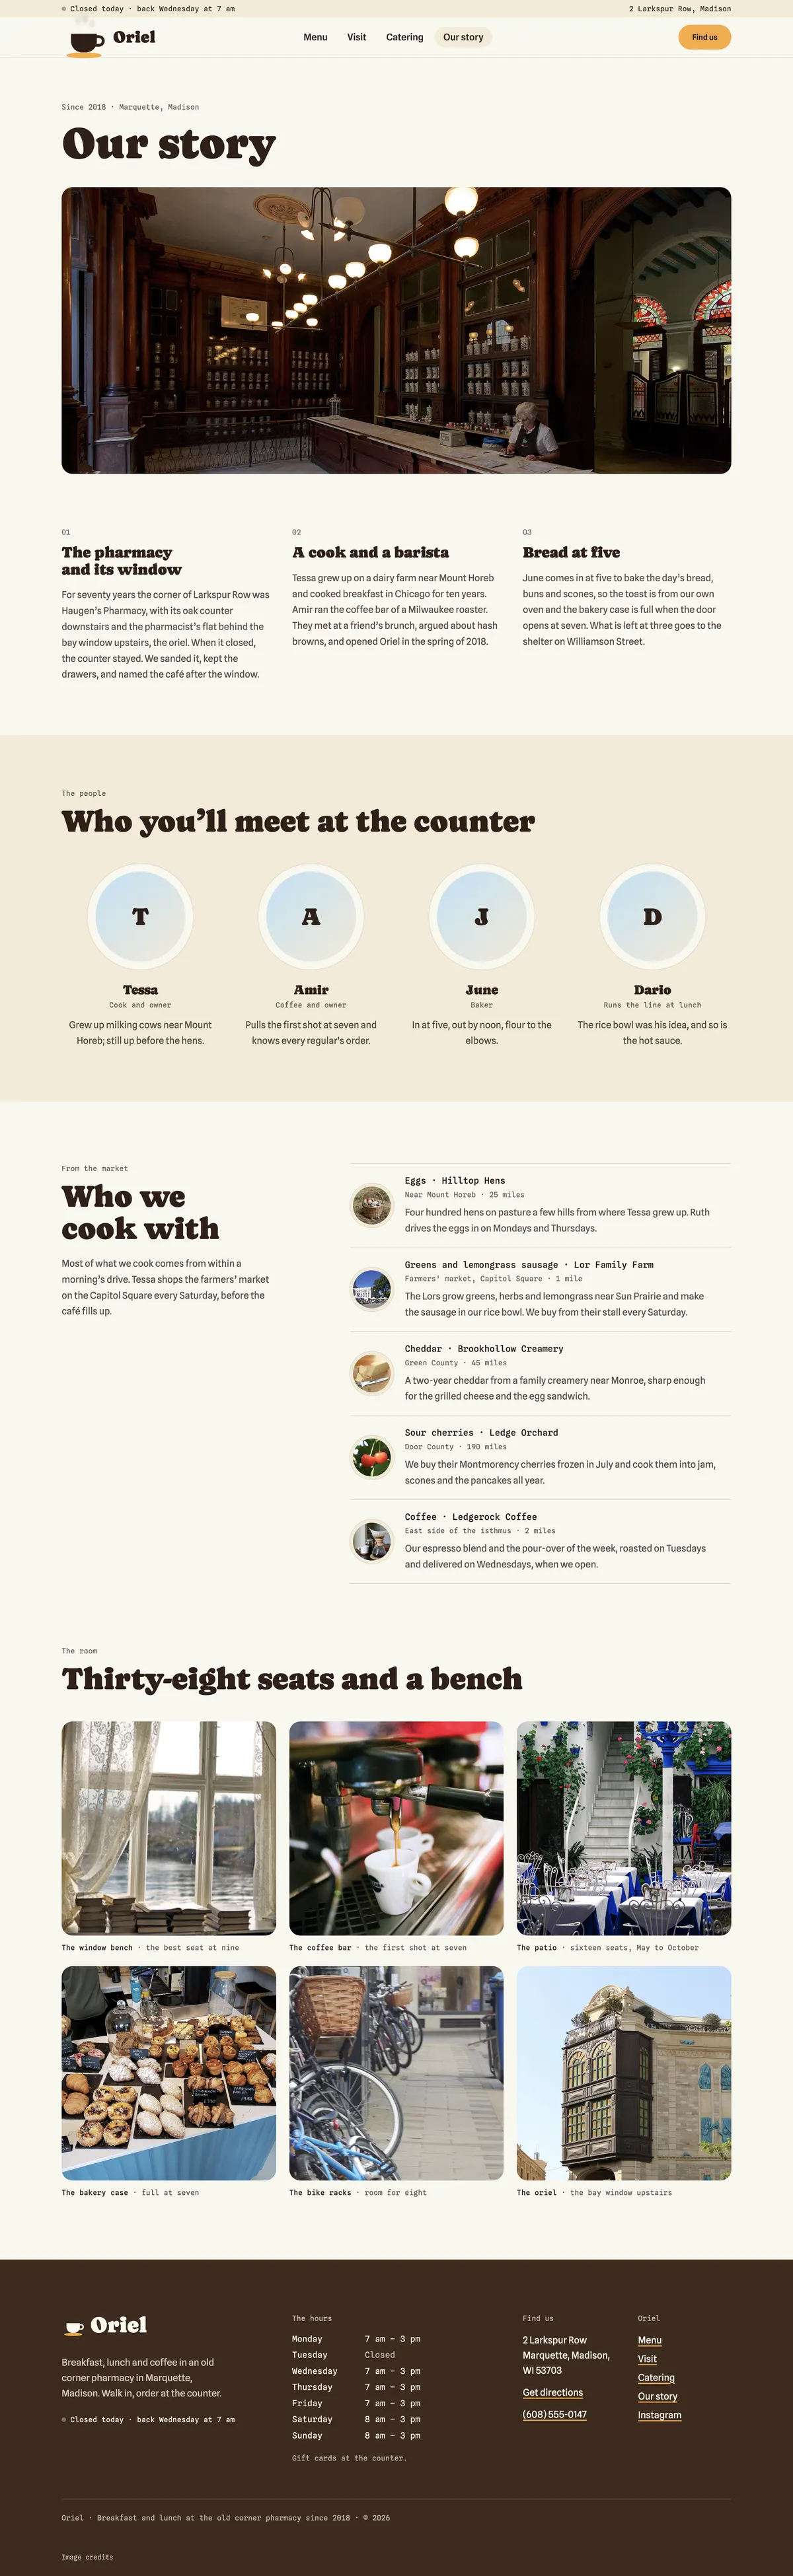 Closed today · back Wednesday at 7 am
2 Larkspur Row, Madison
Oriel
Menu
Visit
Catering
Our story
Find us
Since 2018 · Marquette, Madison
Our story
01
The pharmacy
and its window
For seventy years the corner of Larkspur Row was
Haugen’s Pharmacy, with its oak counter
downstairs and the pharmacist’s flat behind the
bay window upstairs, the oriel. When it closed,
the counter stayed. We sanded it, kept the
drawers, and named the café after the window.
02
A cook and a barista
Tessa grew up on a dairy farm near Mount Horeb
and cooked breakfast in Chicago for ten years.
Amir ran the coffee bar of a Milwaukee roaster.
They met at a friend’s brunch, argued about hash
browns, and opened Oriel in the spring of 2018.
03
Bread at five
June comes in at five to bake the day’s bread,
buns and scones, so the toast is from our own
oven and the bakery case is full when the door
opens at seven. What is left at three goes to the
shelter on Williamson Street.
The people
Who you’ll meet at the counter
T
Tessa
Cook and owner
Grew up milking cows near Mount
Horeb; still up before the hens.
A
Amir
Coffee and owner
Pulls the first shot at seven and
knows every regular’s order.
J
June
Baker
In at five, out by noon, flour to the
elbows.
D
Dario
Runs the line at lunch
The rice bowl was his idea, and so is
the hot sauce.
From the market
Who we
cook with
Most of what we cook comes from within a
morning’s drive. Tessa shops the farmers’ market
on the Capitol Square every Saturday, before the
café fills up.
Eggs · Hilltop Hens
Near Mount Horeb · 25 miles
Four hundred hens on pasture a few hills from where Tessa grew up. Ruth
drives the eggs in on Mondays and Thursdays.
Greens and lemongrass sausage · Lor Family Farm
Farmers’ market, Capitol Square · 1 mile
The Lors grow greens, herbs and lemongrass near Sun Prairie and make
the sausage in our rice bowl. We buy from their stall every Saturday.
Cheddar · Brookhollow Creamery
Green County · 45 miles
A two-year cheddar from a family creamery near Monroe, sharp enough
for the grilled cheese and the egg sandwich.
Sour cherries · Ledge Orchard
Door County · 190 miles
We buy their Montmorency cherries frozen in July and cook them into jam,
scones and the pancakes all year.
Coffee · Ledgerock Coffee
East side of the isthmus · 2 miles
Our espresso blend and the pour-over of the week, roasted on Tuesdays
and delivered on Wednesdays, when we open.
The room
Thirty-eight seats and a bench
The window bench · the best seat at nine
The coffee bar · the first shot at seven
The patio · sixteen seats, May to October
The bakery case · full at seven
The bike racks · room for eight
The oriel · the bay window upstairs
Oriel
Breakfast, lunch and coffee in an old
corner pharmacy in Marquette,
Madison. Walk in, order at the counter.
Closed today · back Wednesday at 7 am
The hours
Monday 7 am – 3 pm
Tuesday Closed
Wednesday 7 am – 3 pm
Thursday 7 am – 3 pm
Friday 7 am – 3 pm
Saturday 8 am – 3 pm
Sunday 8 am – 3 pm
Gift cards at the counter.
Find us
2 Larkspur Row
Marquette, Madison,
WI 53703
Get directions
(608) 555-0147
Oriel
Menu
Visit
Catering
Our story
Instagram
Oriel · Breakfast and lunch at the old corner pharmacy since 2018 · © 2026
Image credits